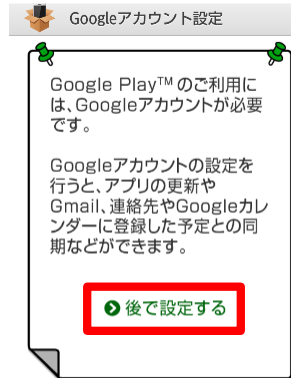 Googleアカウント設定
Google Play™ のご利用に
は、Googleアカウントが必要
です。
Googleアカウントの設定を
行うと、アプリの更新や
Gmail、連絡先やGoogleカレ
ンダーに登録した予定との同
期などができます。
後で設定する